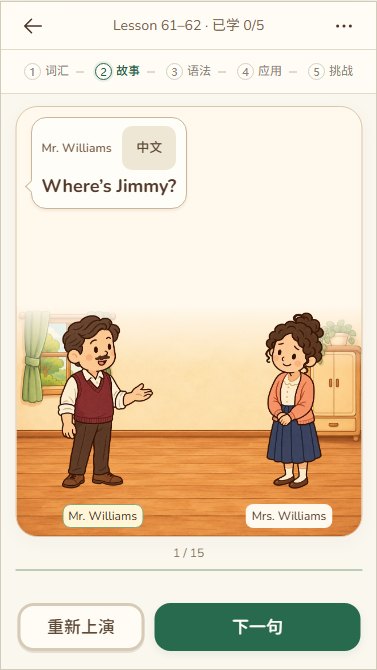 Lesson 61–62 · 已学 0/5
1 词汇 – 2 故事 – 3 语法 – 4 应用 – 5 挑战
Mr. Williams 中文
Where's Jimmy?
Mr. Williams Mrs. Williams
1 / 15
重新上演 下一句